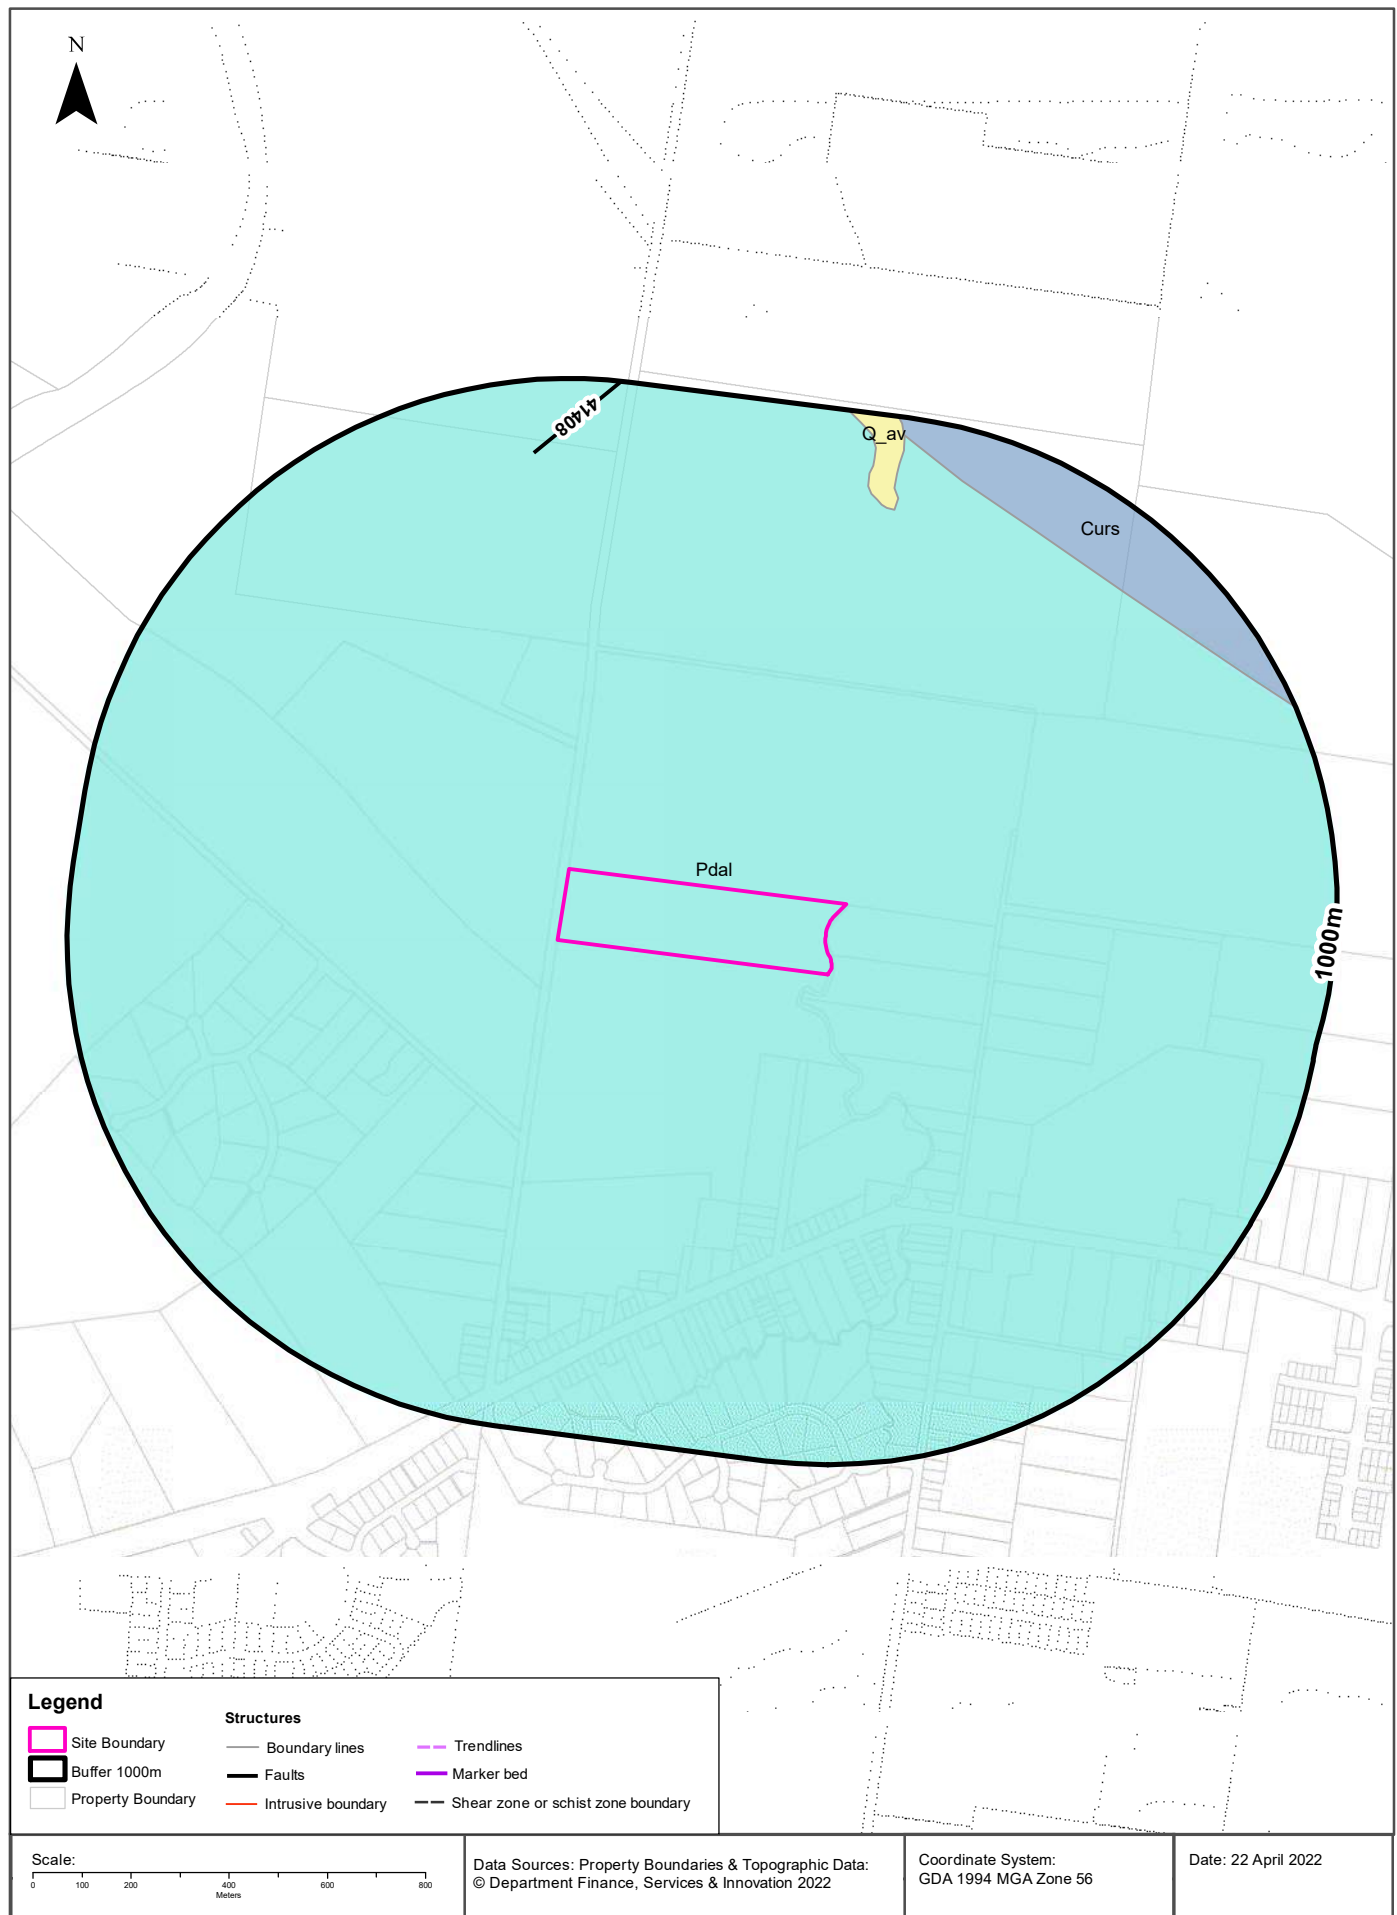 N
41408
Q_av
Curs
Pdal
1000m
Legend
Site Boundary
Buffer 1000m
Property Boundary
Structures
Boundary lines
Faults
Intrusive boundary
Trendlines
Marker bed
Shear zone or schist zone boundary
Scale:
0 100 200 400 600 800
Meters
Data Sources: Property Boundaries & Topographic Data:
© Department Finance, Services & Innovation 2022
Coordinate System:
GDA 1994 MGA Zone 56
Date: 22 April 2022